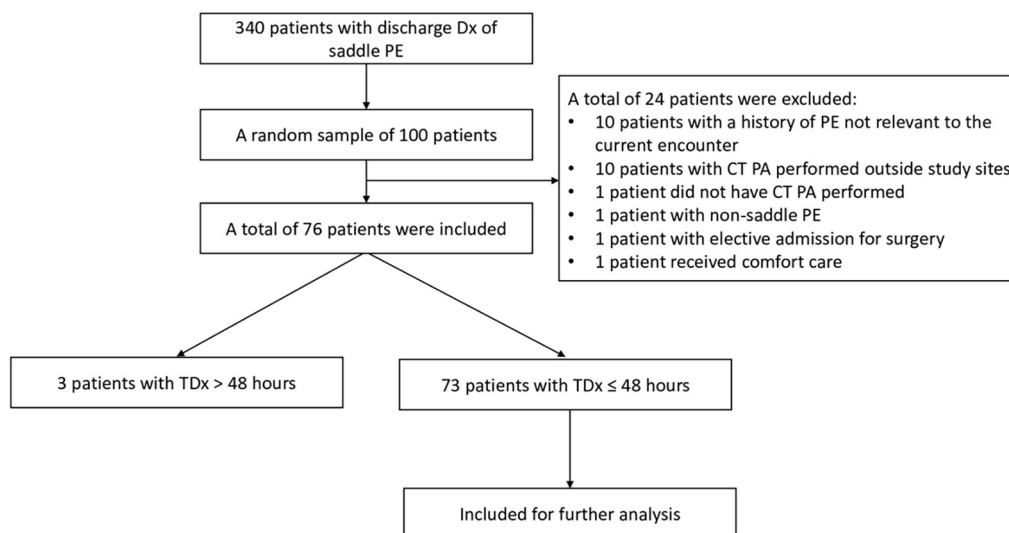 340 patients with discharge Dx of
saddle PE
A random sample of 100 patients
A total of 24 patients were excluded:
• 10 patients with a history of PE not relevant to the
current encounter
• 10 patients with CT PA performed outside study sites
• 1 patient did not have CT PA performed
• 1 patient with non-saddle PE
• 1 patient with elective admission for surgery
• 1 patient received comfort care
A total of 76 patients were included
3 patients with TDx > 48 hours
73 patients with TDx ≤ 48 hours
Included for further analysis